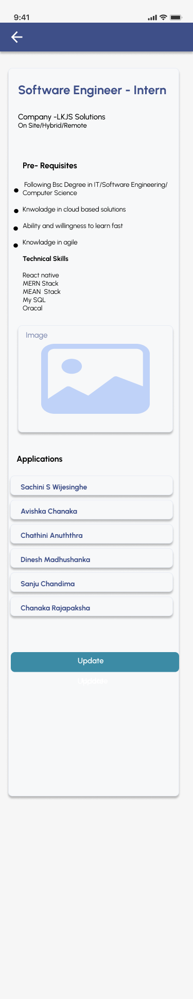 9:41
Software Engineer - Intern
Company -LKJS Solutions
On Site/Hybrid/Remote
Pre- Requisites
Following Bsc Degree in IT/Software Engineering/
Computer Science
Knwoladge in cloud based solutions
Ability and willingness to learn fast
Knowladge in agile
Technical Skills
React native
MERN Stack
MEAN  Stack
My SQL
Oracal
Image
Applications
Sachini S Wijesinghe
Avishka Chanaka
Chathini Anuththra
Dinesh Madhushanka
Sanju Chandima
Chanaka Rajapaksha
Update